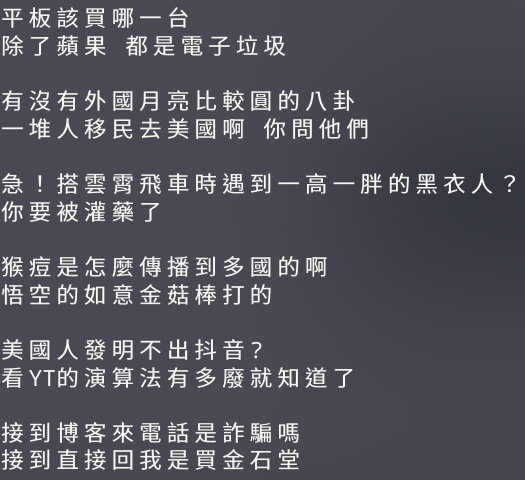 平板該買哪一台
除了蘋果 都是電子垃圾
有沒有外國月亮比較圓的八卦
一堆人移民去美國啊 你問他們
急！搭雲霄飛車時遇到一高一胖的黑衣人？
你要被灌藥了
猴痘是怎麼傳播到多國的啊
悟空的如意金菇棒打的
美國人發明不出抖音?
看YT的演算法有多廢就知道了
接到博客來電話是詐騙嗎
接到直接回我是買金石堂